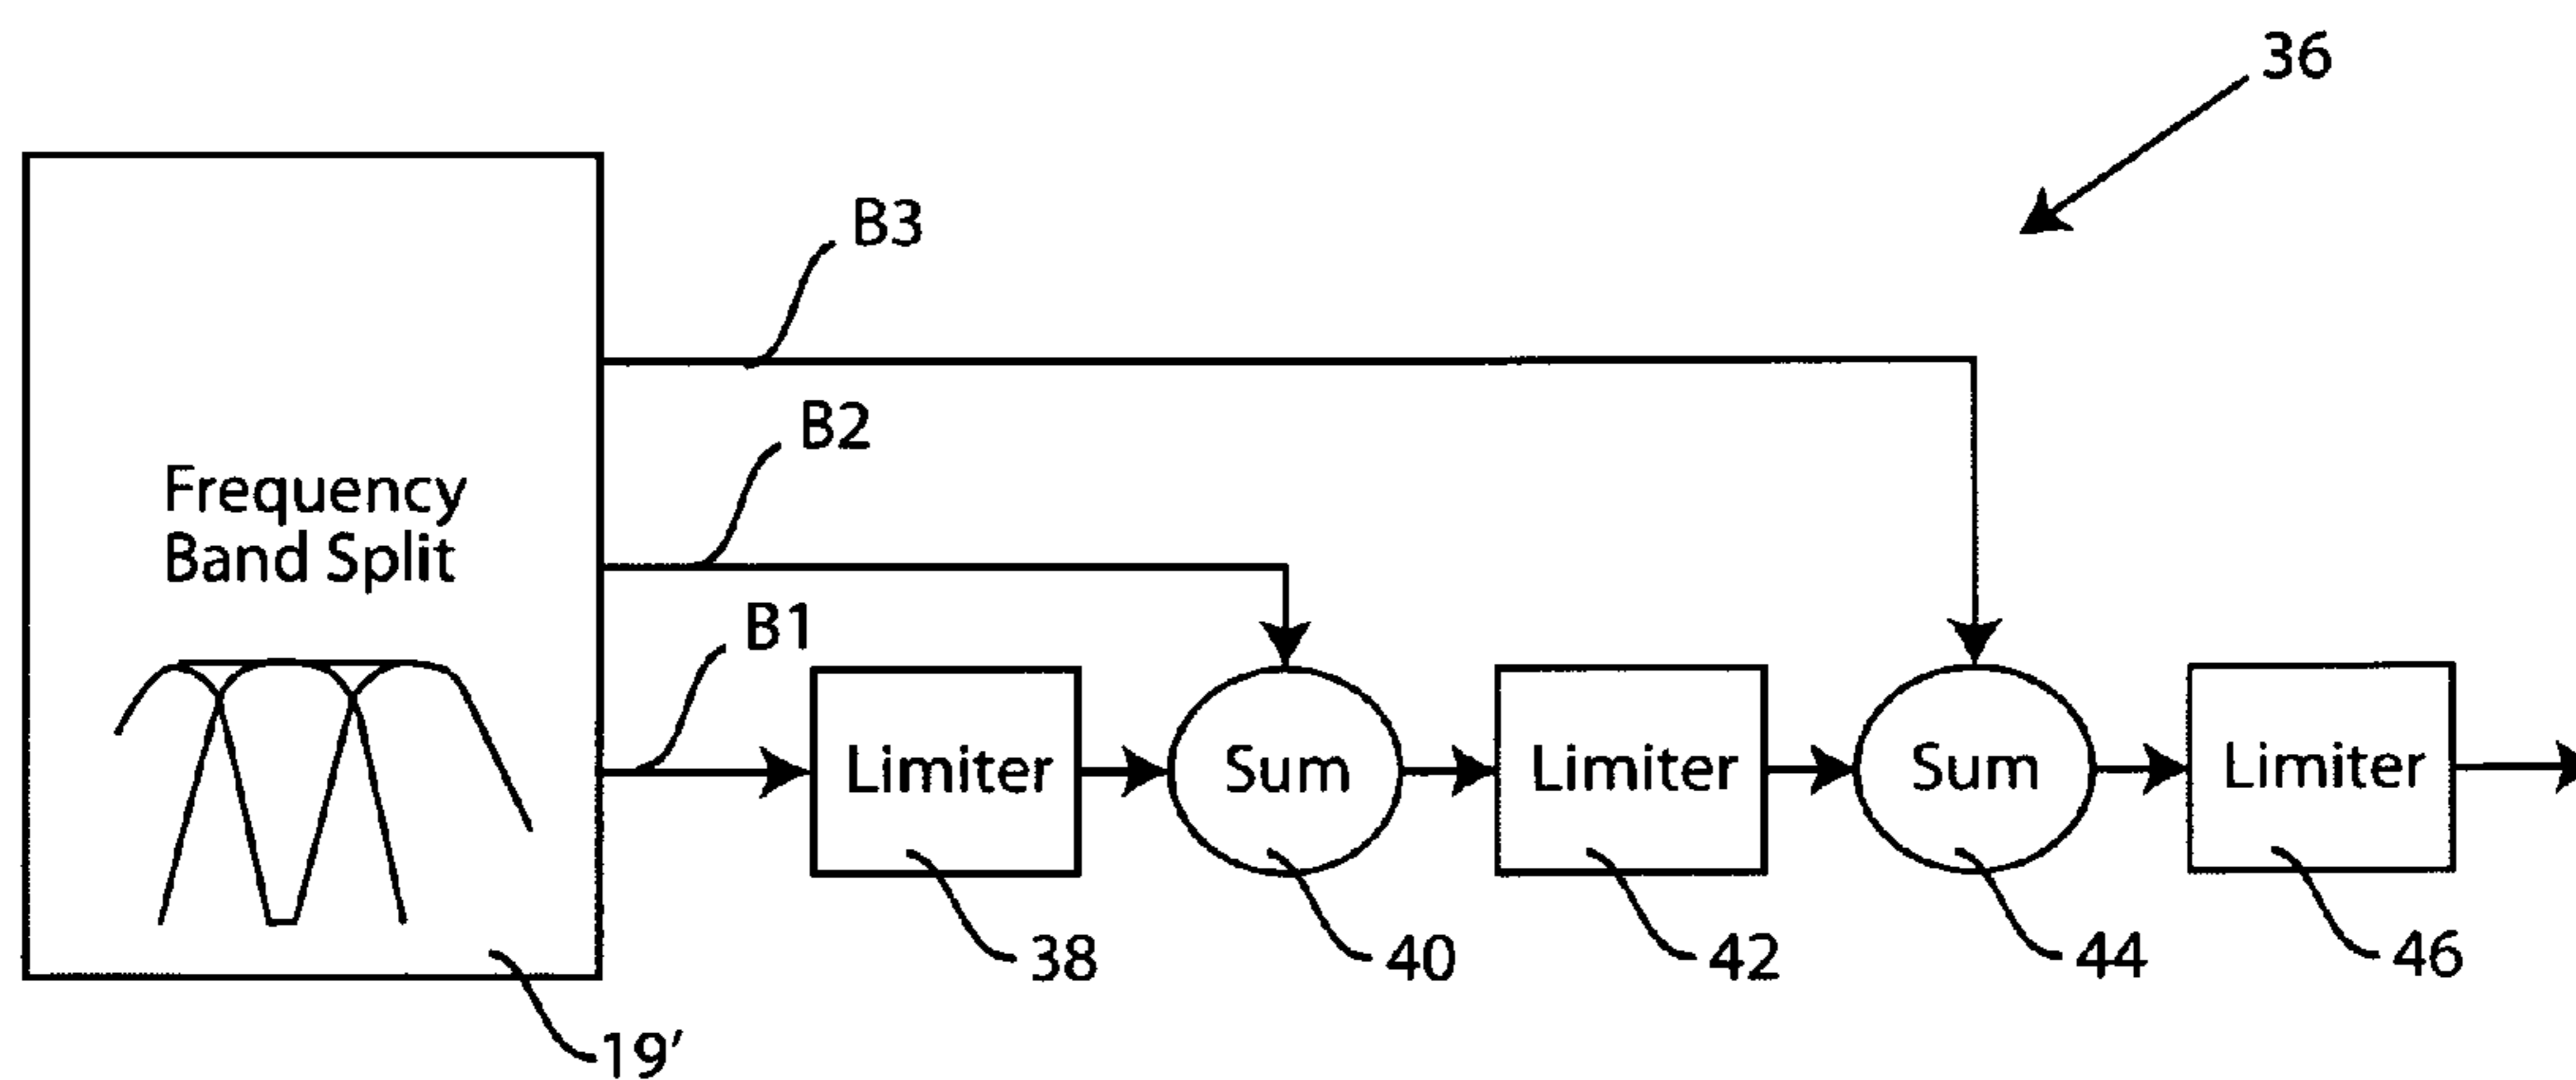 36
B3
B2
Frequency
Band Split
B1
Limiter
Sum
Limiter
Sum
Limiter
38
40
42
44
46
19′